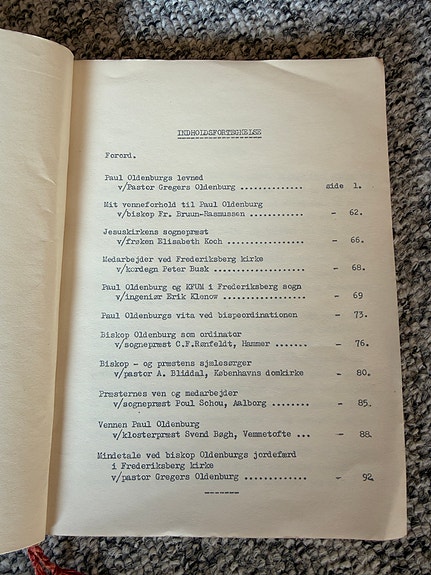 INDHOLDSFORTEGNELSE
Forord.
Paul Oldenburgs levned
v/Pastor Gregers Oldenburg .............. side 1.
Mit venneforhold til Paul Oldenburg
v/biskop Fr. Bruun-Rasmussen ............ - 62.
Jesuskirkens sognepræst
v/frøken Elisabeth Koch ................. - 66.
Medarbejder ved Frederiksberg kirke
v/kordegn Peter Busk .................... - 68.
Paul Oldenburg og KFUM i Frederiksberg sogn
v/ingeniør Erik Klenow .................. - 69
Paul Oldenburgs vita ved bispeordinationen - 73.
Biskop Oldenburg som ordinator
v/sognepræst C.F.Rønfeldt, Hammer ....... - 76.
Biskop - og præstens sjælesørger
v/pastor A. Bliddal, Københavns domkirke - 80.
Præsternes ven og medarbejder
v/sognepræst Poul Schou, Aalborg ........ - 85.
Vennen Paul Oldenburg
v/klosterpræst Svend Bøgh, Vemmetofte ... - 88.
Mindetale ved biskop Oldenburgs jordefærd
i Frederiksberg kirke
v/pastor Gregers Oldenburg .............. - 92.